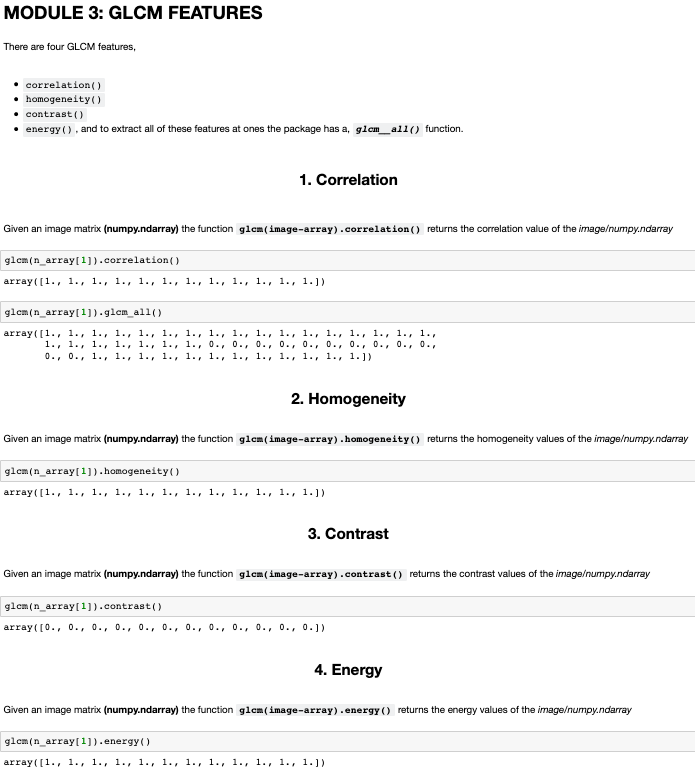 MODULE 3: GLCM FEATURES
There are four GLCM features,
• correlation()
• homogeneity()
• contrast()
• energy() , and to extract all of these features at ones the package has a, glcm__all() function.
1. Correlation
Given an image matrix (numpy.ndarray) the function glcm(image-array).correlation() returns the correlation value of the image/numpy.ndarray
glcm(n_array[1]).correlation()
array([1., 1., 1., 1., 1., 1., 1., 1., 1., 1., 1., 1.])
glcm(n_array[1]).glcm_all()
array([1., 1., 1., 1., 1., 1., 1., 1., 1., 1., 1., 1., 1., 1., 1., 1., 1.,
1., 1., 1., 1., 1., 1., 1., 0., 0., 0., 0., 0., 0., 0., 0., 0., 0.,
0., 0., 1., 1., 1., 1., 1., 1., 1., 1., 1., 1., 1., 1.])
2. Homogeneity
Given an image matrix (numpy.ndarray) the function glcm(image-array).homogeneity() returns the homogeneity values of the image/numpy.ndarray
glcm(n_array[1]).homogeneity()
array([1., 1., 1., 1., 1., 1., 1., 1., 1., 1., 1., 1.])
3. Contrast
Given an image matrix (numpy.ndarray) the function glcm(image-array).contrast() returns the contrast values of the image/numpy.ndarray
glcm(n_array[1]).contrast()
array([0., 0., 0., 0., 0., 0., 0., 0., 0., 0., 0., 0.])
4. Energy
Given an image matrix (numpy.ndarray) the function glcm(image-array).energy() returns the energy values of the image/numpy.ndarray
glcm(n_array[1]).energy()
array([1., 1., 1., 1., 1., 1., 1., 1., 1., 1., 1., 1.])